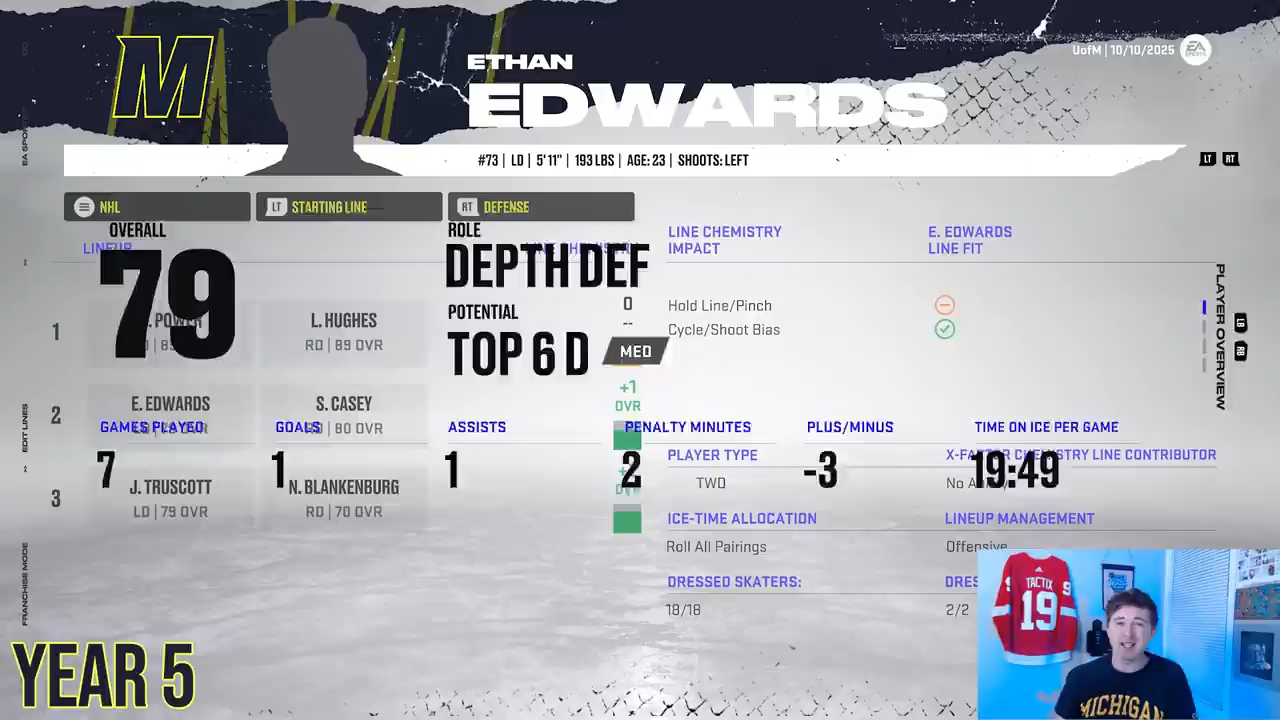 M
ETHAN
EDWARDS
UofM | 10/10/2025
#73 | LD | 5'11" | 193 LBS | AGE: 23 | SHOOTS: LEFT
LT RT
NHL
LT STARTING LINE
RT DEFENSE
OVERALL
79
ROLE
DEPTH DEF
POTENTIAL
TOP 6 D
MED
LINEUP
LINE CHEMISTRY
IMPACT
E. EDWARDS
LINE FIT
0
--
Hold Line/Pinch
Cycle/Shoot Bias
1
POWER
L. HUGHES
RD | 89 OVR
+1
OVR
2
E. EDWARDS
S. CASEY
RD | 80 OVR
GAMES PLAYED
7
GOALS
1
ASSISTS
1
PENALTY MINUTES
2
PLUS/MINUS
-3
TIME ON ICE PER GAME
19:49
PLAYER TYPE
TWD
X-FACTOR CHEMISTRY LINE CONTRIBUTOR
3
J. TRUSCOTT
LD | 79 OVR
N. BLANKENBURG
RD | 70 OVR
ICE-TIME ALLOCATION
Roll All Pairings
LINEUP MANAGEMENT
Offensive
DRESSED SKATERS:
18/18
2/2
PLAYER OVERVIEW
LB
RB
EDIT LINES
FRANCHISE MODE
YEAR 5
TACTIX
19
MICHIGAN